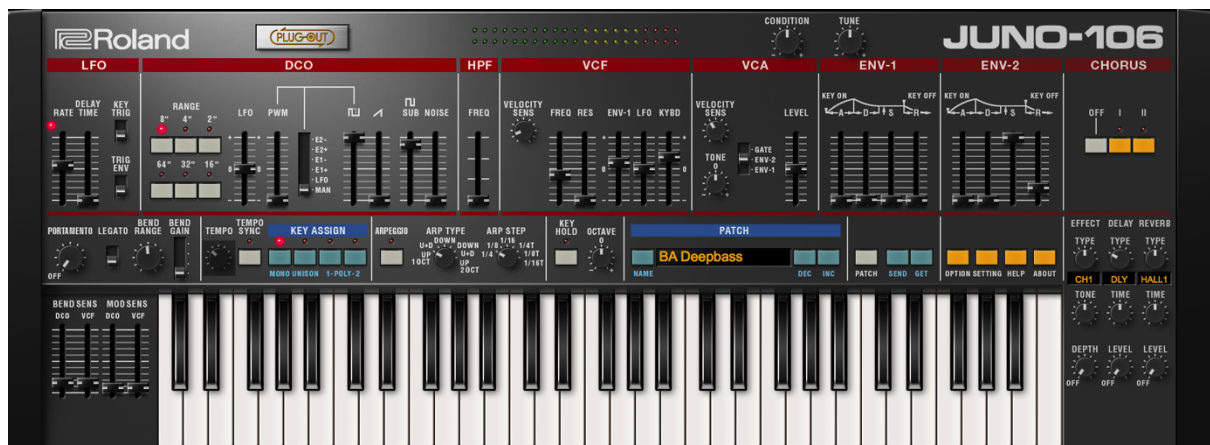 Roland
PLUG-OUT
CONDITION
TUNE
JUNO-106
LFO
DCO
HPF
VCF
VCA
ENV-1
ENV-2
CHORUS
RATE
DELAY TIME
KEY TRIG
TRIG ENV
RANGE
8" 4" 2"
64" 32" 16"
LFO
PWM
E2-
E2+
E1-
E1+
LFO
MAN
SUB
NOISE
FREQ
VELOCITY SENS
FREQ RES
ENV-1 LFO KYBD
VELOCITY SENS
TONE
0
GATE
ENV-2
ENV-1
LEVEL
KEY ON
KEY OFF
A D S R
KEY ON
KEY OFF
A D S R
OFF I II
PORTAMENTO
OFF
LEGATO
BEND RANGE
BEND GAIN
TEMPO
TEMPO SYNC
KEY ASSIGN
MONO UNISON 1-POLY-2
ARPEGGIO
ARP TYPE
DOWN
U+D
UP
1 OCT
DOWN
U+D
UP
2 OCT
ARP STEP
1/16
1/8
1/4
1/4T
1/8T
1/16T
KEY HOLD
OCTAVE
0
PATCH
NAME
BA Deepbass
DEC INC
PATCH SEND GET
OPTION SETTING HELP ABOUT
EFFECT DELAY REVERB
TYPE TYPE TYPE
CH1 DLY HALL1
TONE TIME TIME
DEPTH LEVEL LEVEL
OFF OFF OFF
BEND SENS
DCO VCF
MOD SENS
DCO VCF